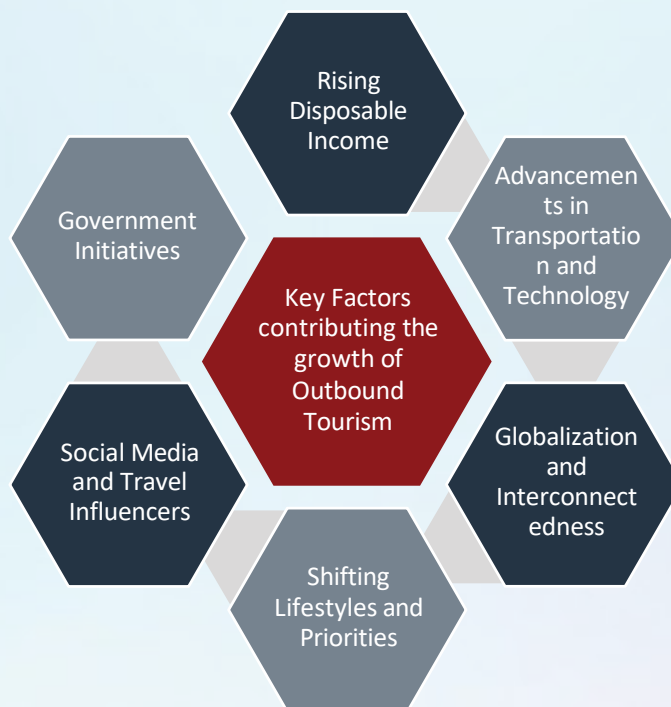 Rising
Disposable
Income
Advancemen
ts in
Transportatio
n and
Technology
Globalization
and
Interconnect
edness
Shifting
Lifestyles and
Priorities
Social Media
and Travel
Influencers
Government
Initiatives
Key Factors
contributing the
growth of
Outbound
Tourism